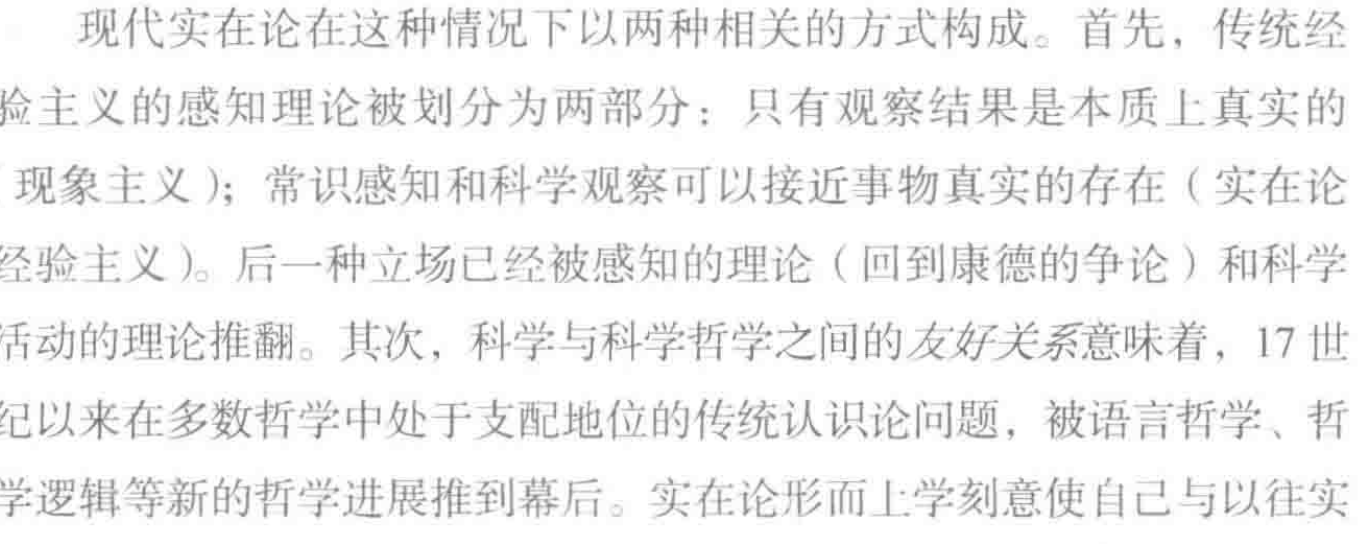 现代实在论在这种情况下以两种相关的方式构成。首先，传统经
验主义的感知理论被划分为两部分：只有观察结果是本质上真实的
（现象主义）；常识感知和科学观察可以接近事物真实的存在（实在论
经验主义）。后一种立场已经被感知的理论（回到康德的争论）和科学
活动的理论推翻。其次，科学与科学哲学之间的友好关系意味着，17 世
纪以来在多数哲学中处于支配地位的传统认识论问题，被语言哲学、哲
学逻辑等新的哲学进展推到幕后。实在论形而上学刻意使自己与以往实